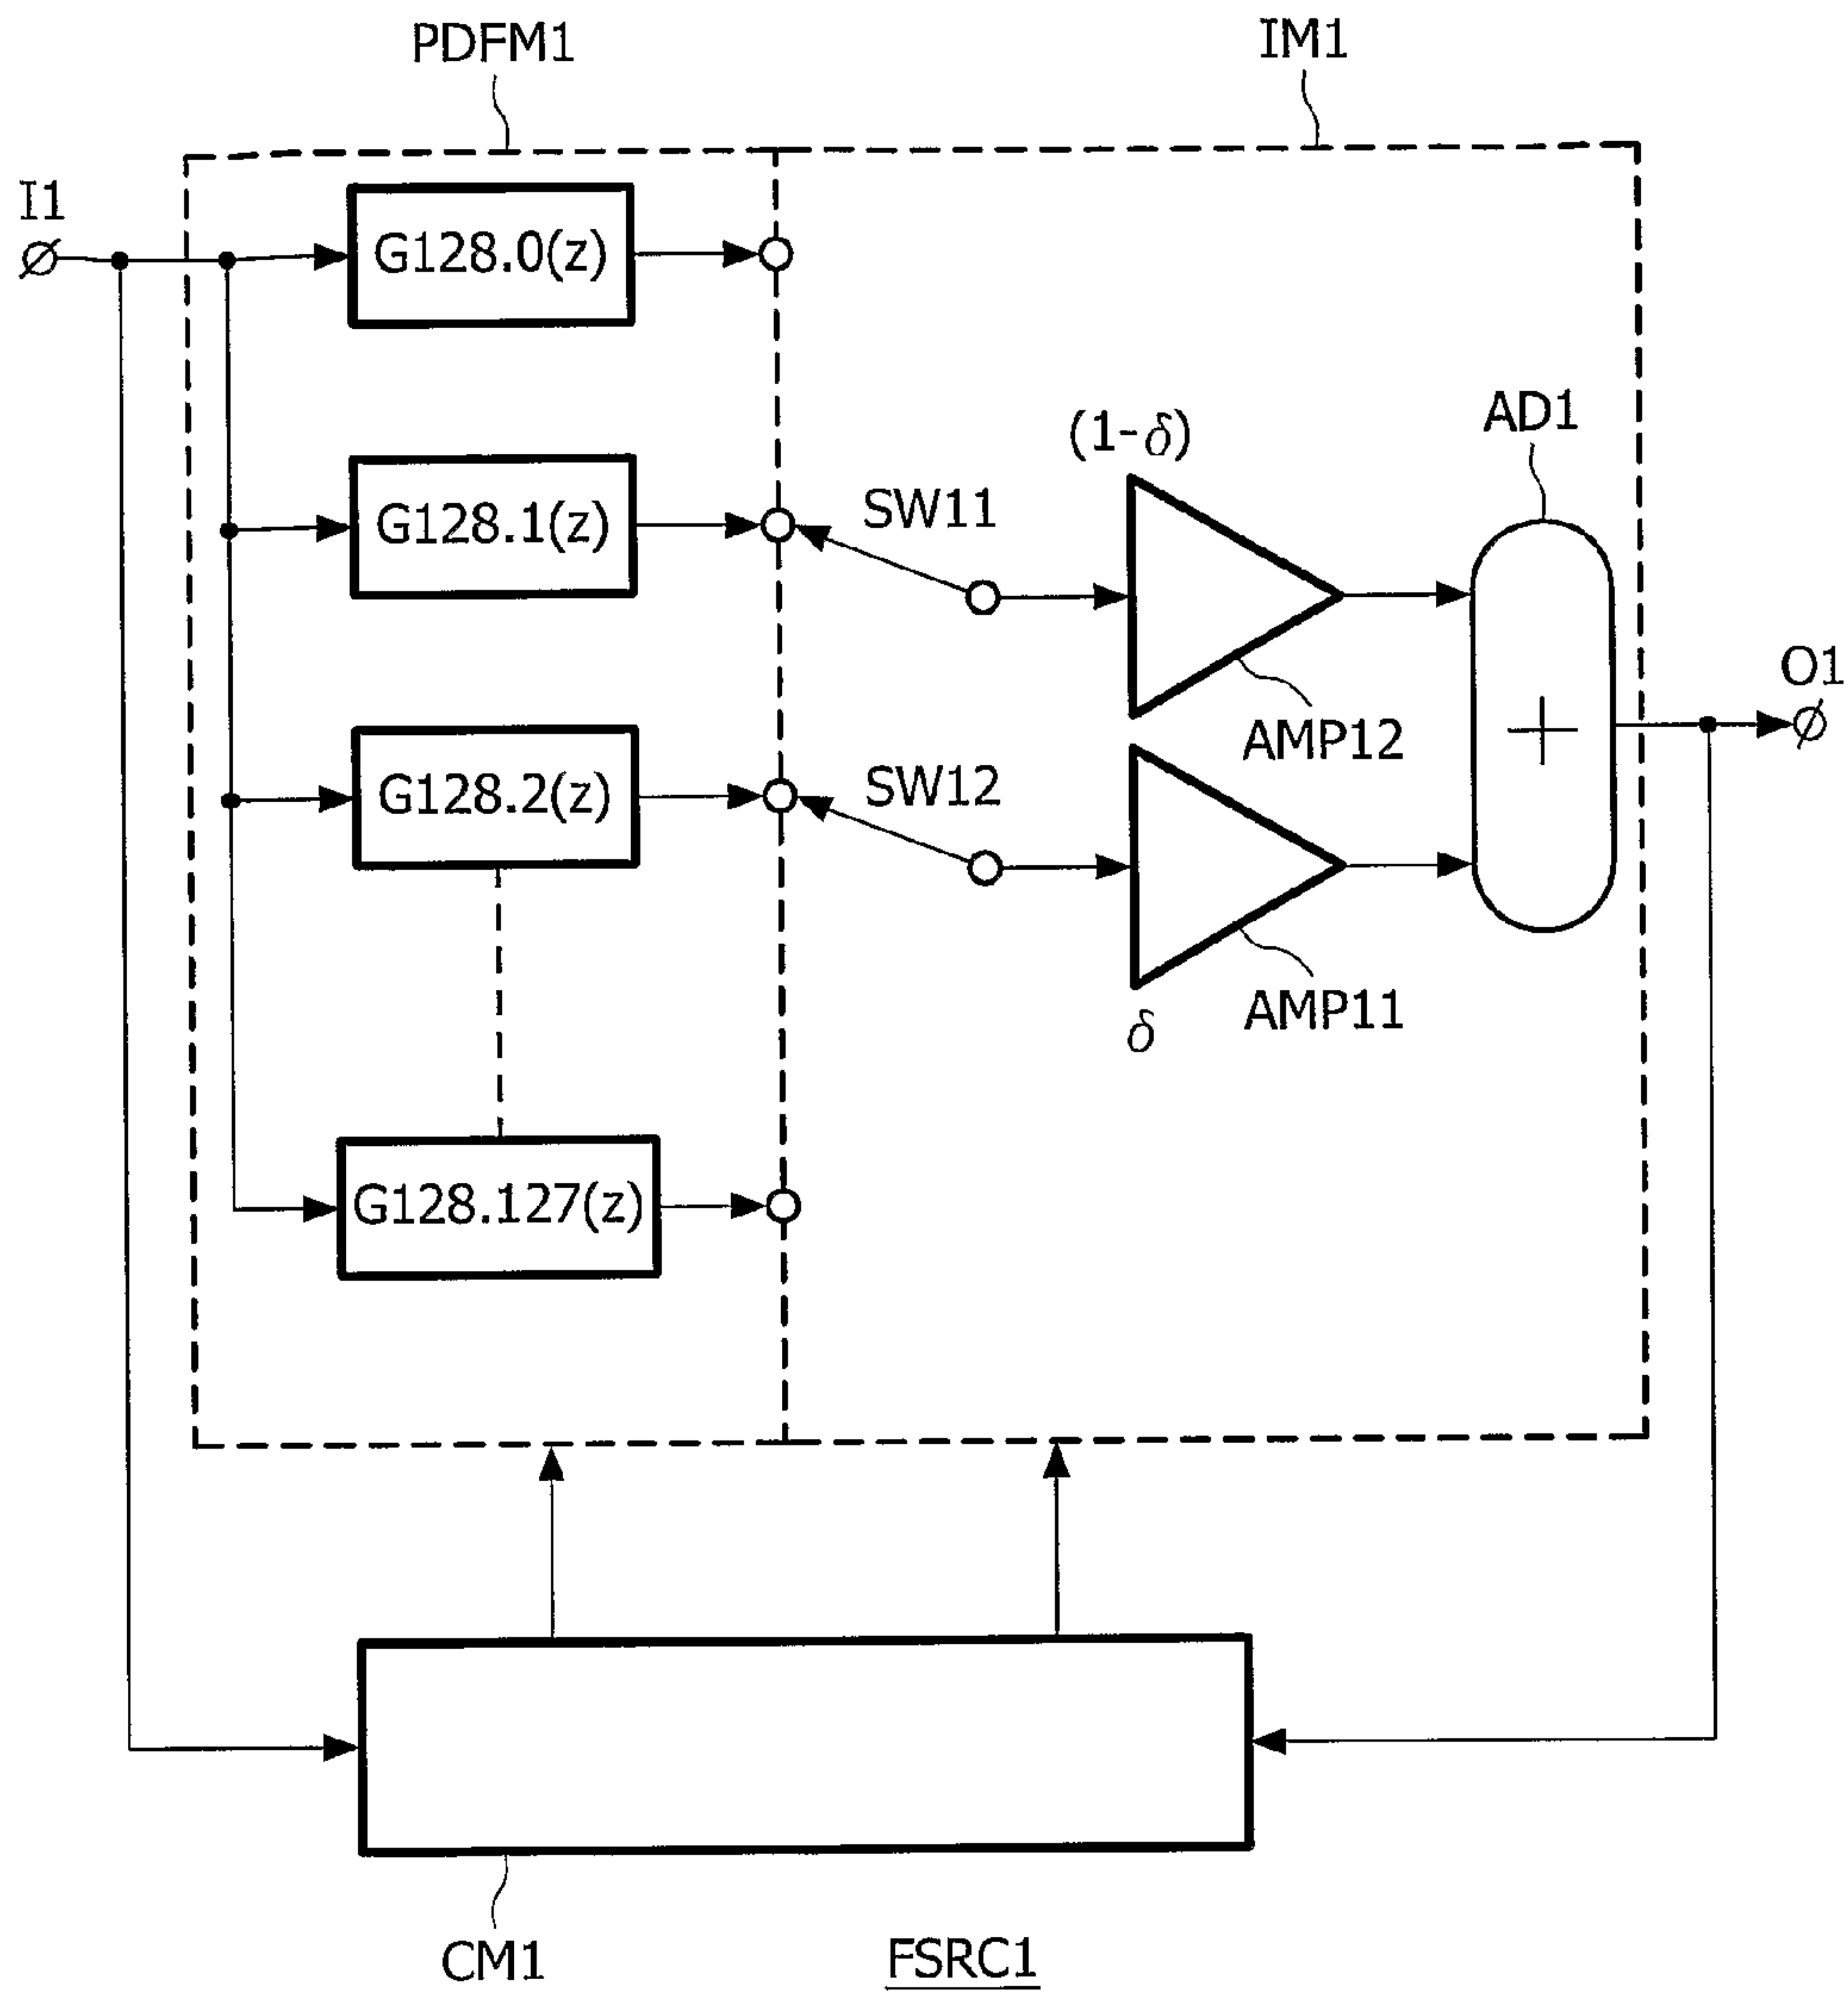 PDFM1
IM1
I1
G128.0(z)
(1-δ)
AD1
SW11
G128.1(z)
O1
AMP12
SW12
G128.2(z)
AMP11
δ
G128.127(z)
CM1
FSRC1